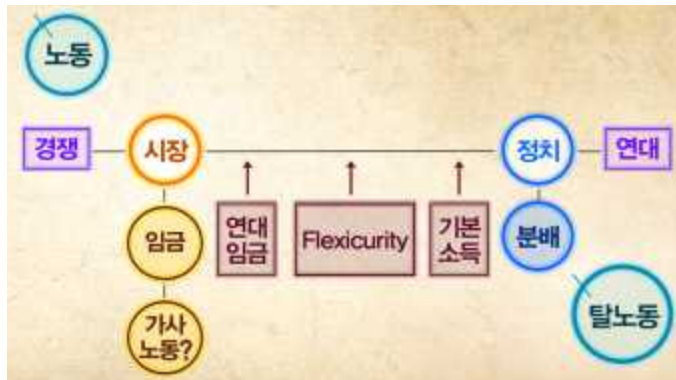 노동
경쟁
시장
정치
연대
임금
연대
임금
Flexicurity
기본
소득
분배
가사
노동?
탈노동